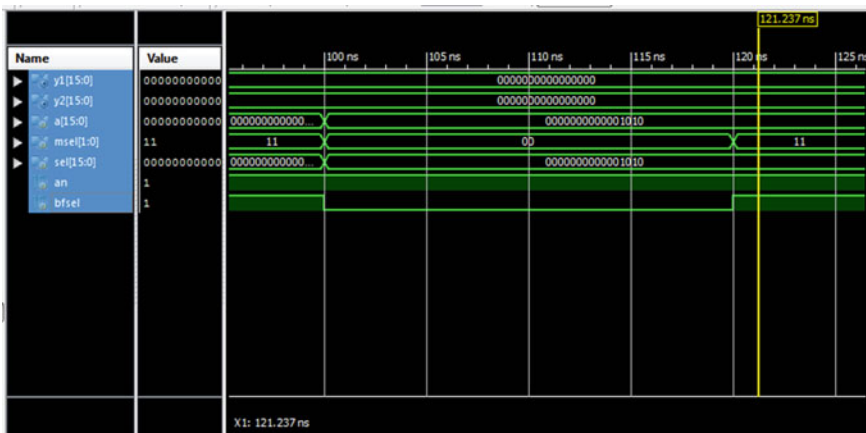 121.237 ns
Name Value 100 ns 105 ns 110 ns 115 ns 120 ns 125 n
y1[15:0] 00000000000 0000000000000000
y2[15:0] 00000000000 0000000000000000
a[15:0] 00000000000 000000000000... 0000000000001010
msel[1:0] 11 11 00 11
sel[15:0] 00000000000 000000000000... 0000000000001010
an 1
bfsel 1
X1: 121.237 ns